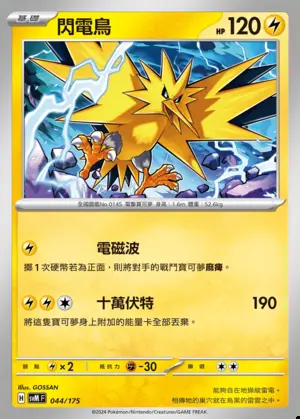 基礎 閃電鳥 HP 120
全國圖鑑No.0145 電擊寶可夢 身高：1.6m 體重：52.6kg
電磁波
擲1次硬幣若為正面，則將對手的戰鬥寶可夢麻痺。
十萬伏特 190
將這隻寶可夢身上附加的能量卡全部丟棄。
弱點 ×2 抵抗力 -30 撤退
Illus. GOSSAN
H SVM F 044/175
能夠自在地操縱雷電。
相傳牠的巢穴就在烏黑的雷雲之中。
©2024 Pokémon/Nintendo/Creatures/GAME FREAK.